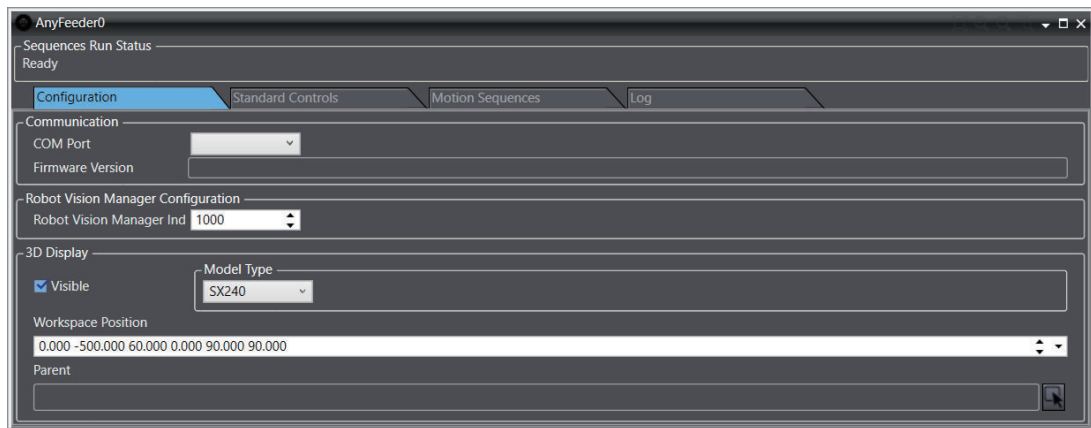 AnyFeeder0
Sequences Run Status
Ready
Configuration Standard Controls Motion Sequences Log
Communication
COM Port
Firmware Version
Robot Vision Manager Configuration
Robot Vision Manager Ind 1000
3D Display
Visible
Model Type
SX240
Workspace Position
0.000 -500.000 60.000 0.000 90.000 90.000
Parent